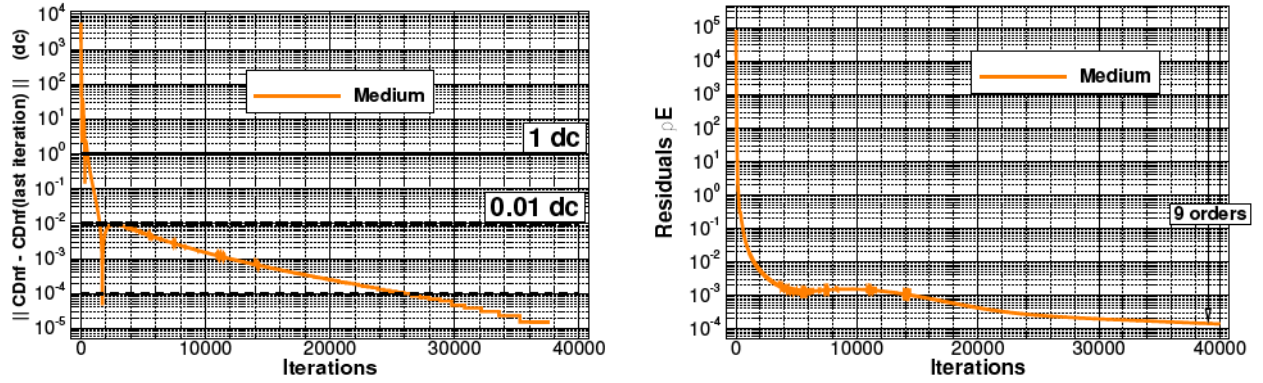 || CDnf - CDnf(last iteration) || (dc)
10^4
10^3
10^2
10^1
10^0
10^-1
10^-2
10^-3
10^-4
10^-5
Medium
1 dc
0.01 dc
0 10000 20000 30000 40000
Iterations
Residuals ρE
10^5
10^4
10^3
10^2
10^1
10^0
10^-1
10^-2
10^-3
10^-4
Medium
9 orders
0 10000 20000 30000 40000
Iterations